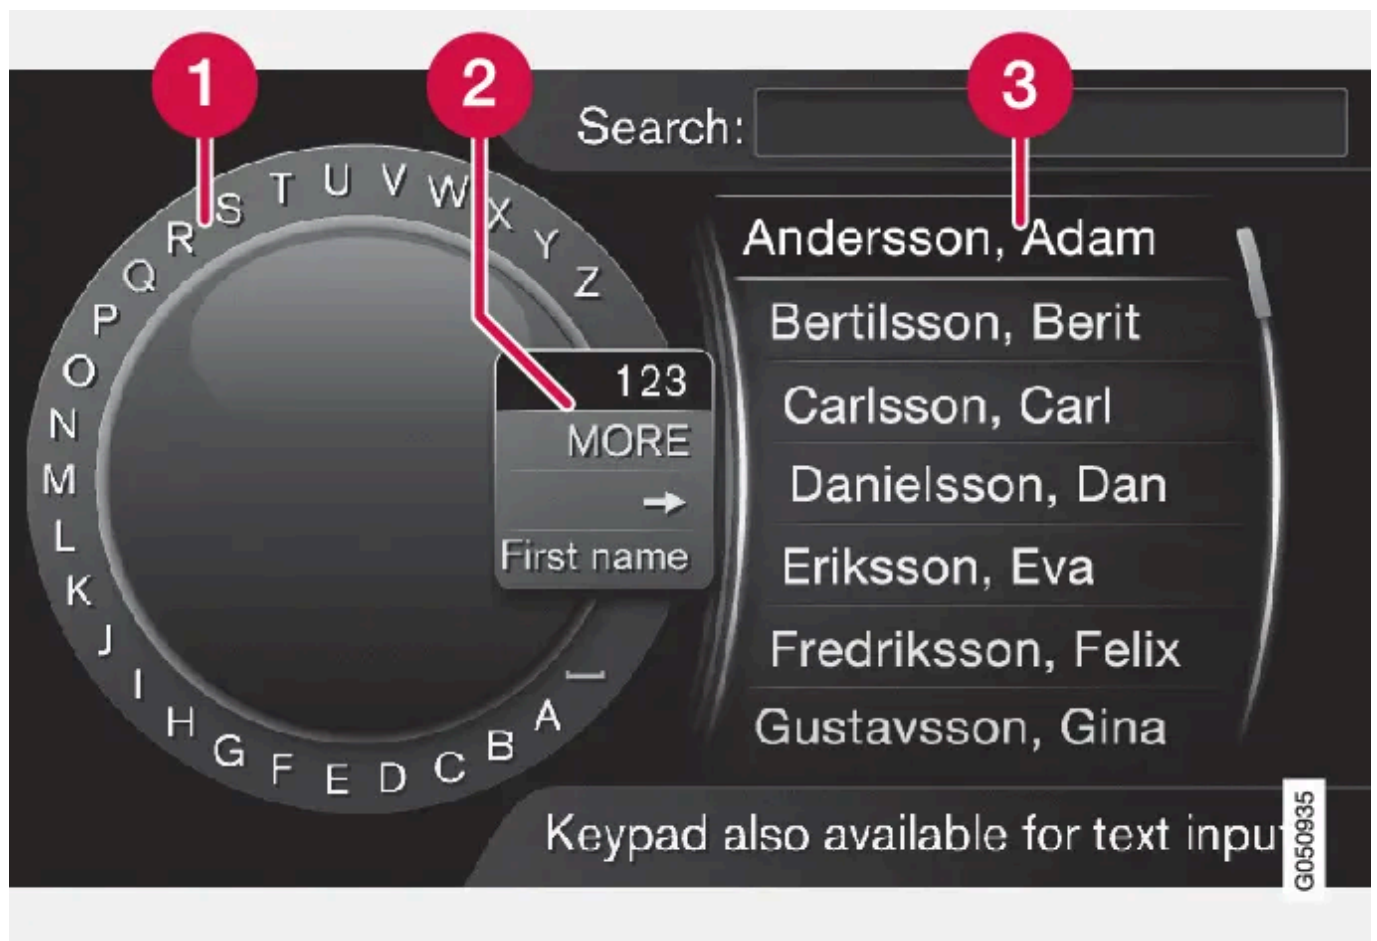 1
2
3
Search:
S T U V W X Y Z
R
Q
P
O
N
M
L
K
J
I
H G F E D C B A
123
MORE
→
First name
Andersson, Adam
Bertilsson, Berit
Carlsson, Carl
Danielsson, Dan
Eriksson, Eva
Fredriksson, Felix
Gustavsson, Gina
Keypad also available for text inpu
G050935